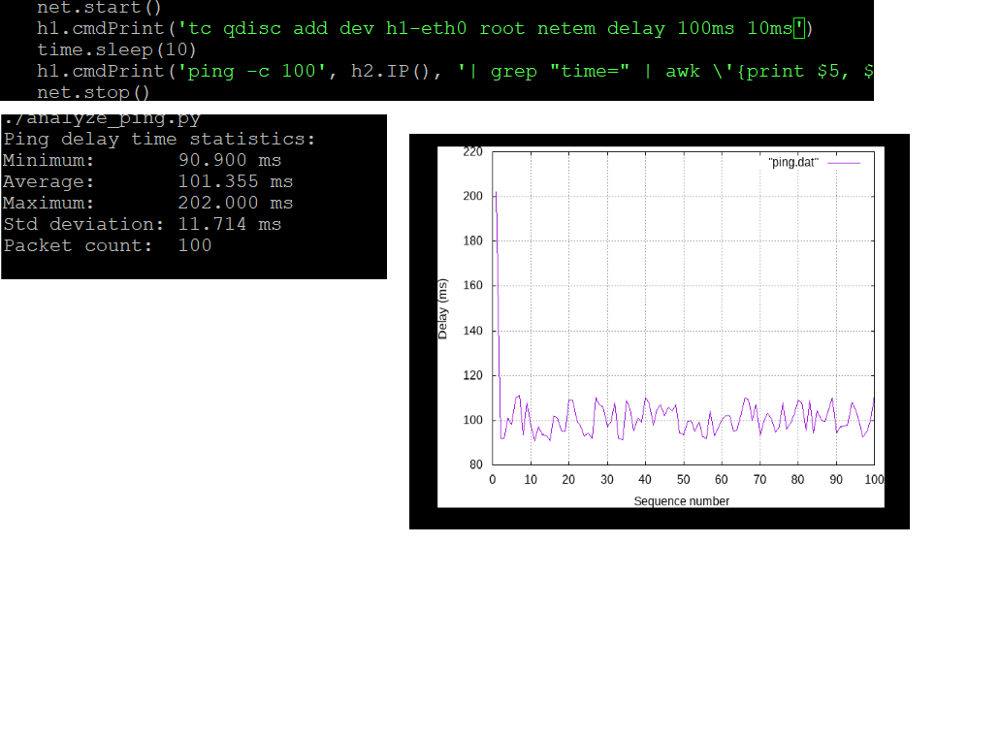 net.start()
h1.cmdPrint('tc qdisc add dev h1-eth0 root netem delay 100ms 10ms')
time.sleep(10)
h1.cmdPrint('ping -c 100', h2.IP(), '| grep "time=" | awk \'{print $5, $
net.stop()
./analyze_ping.py
Ping delay time statistics:
Minimum: 90.900 ms
Average: 101.355 ms
Maximum: 202.000 ms
Std deviation: 11.714 ms
Packet count: 100
"ping.dat"
220
200
180
160
140
120
100
80
Delay (ms)
0 10 20 30 40 50 60 70 80 90 100
Sequence number